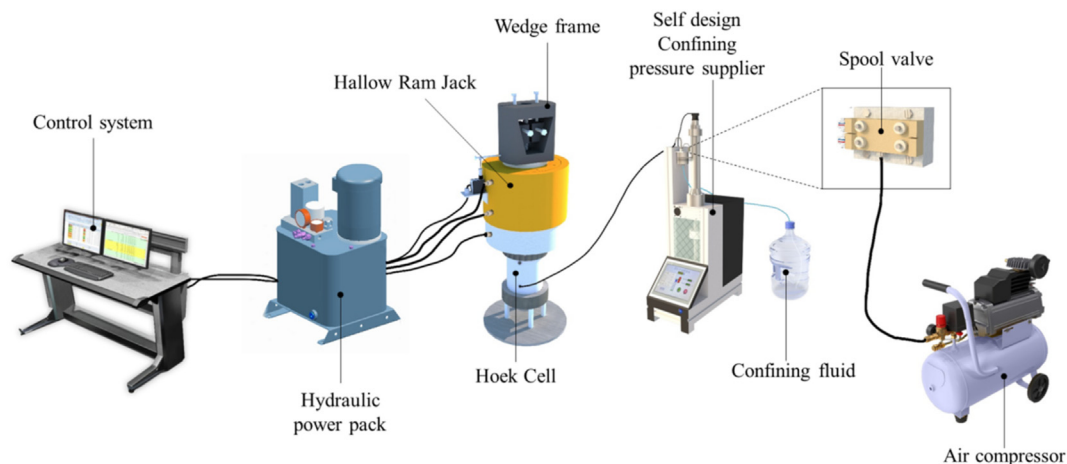 Wedge frame
Self design
Confining
pressure supplier
Spool valve
Hallow Ram Jack
Control system
Hoek Cell
Confining fluid
Hydraulic
power pack
Air compressor